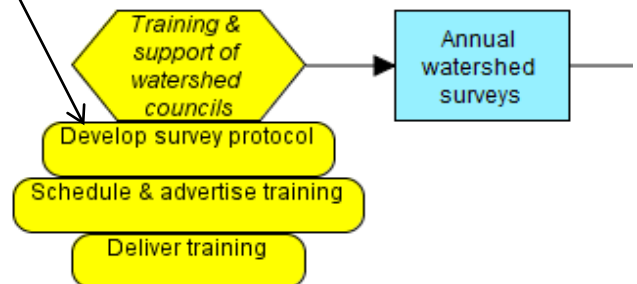 Training &
support of
watershed
councils
Annual
watershed
surveys
Develop survey protocol
Schedule & advertise training
Deliver training